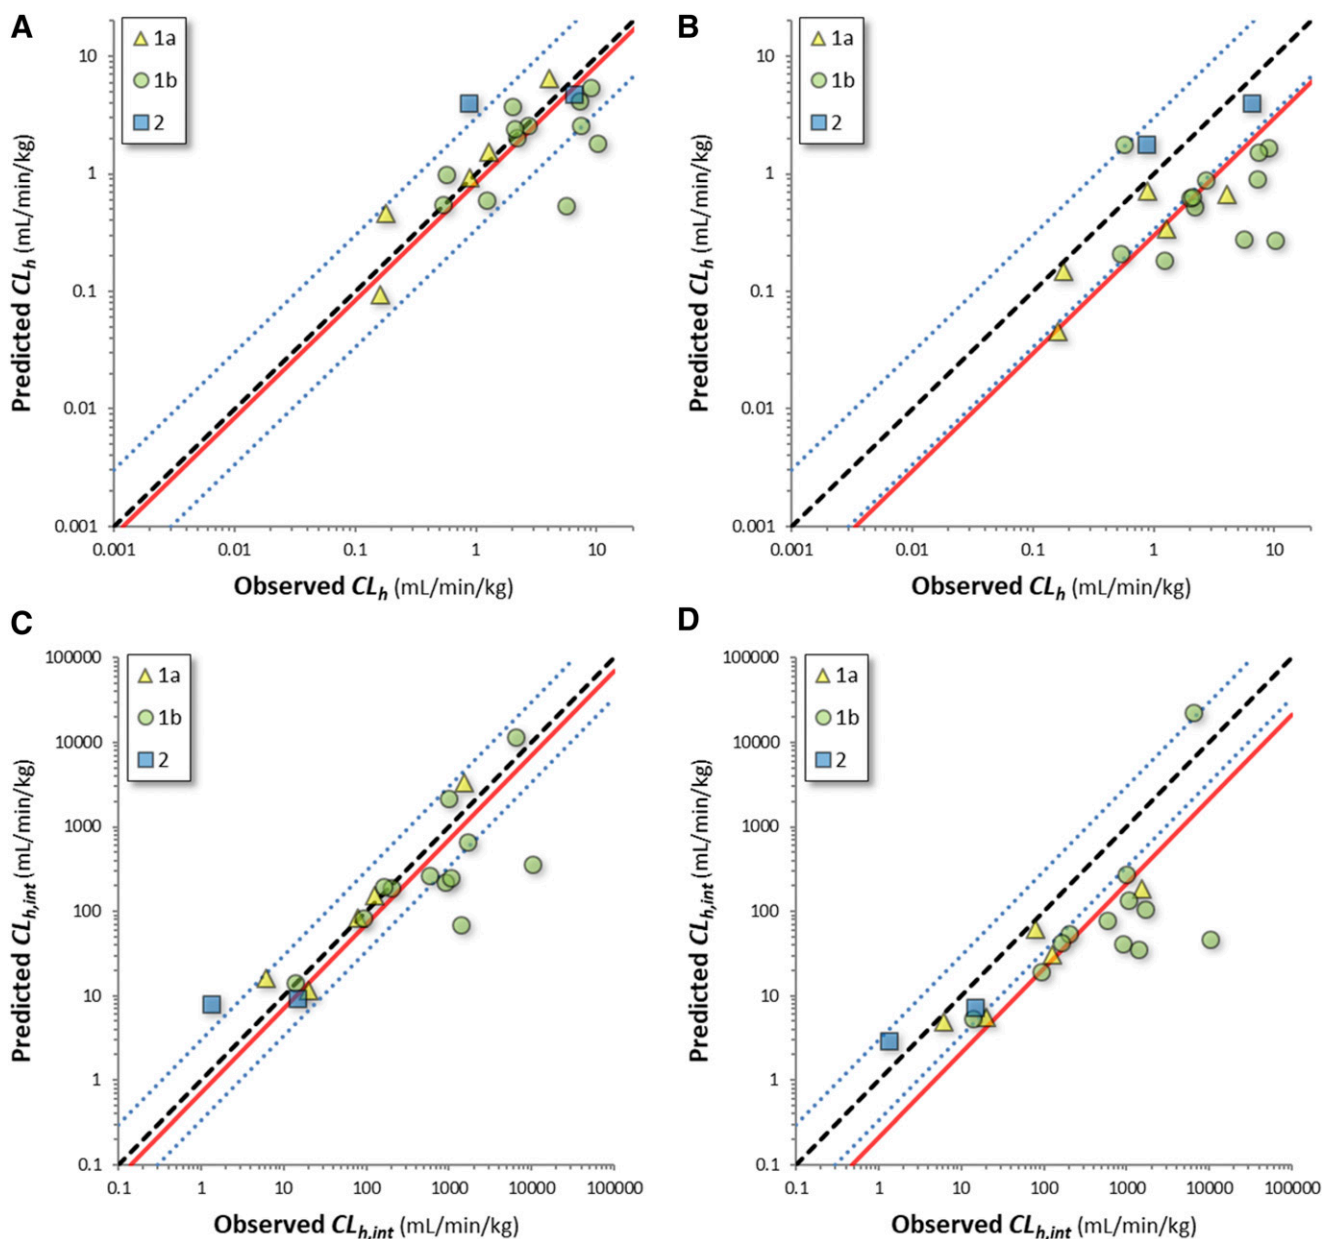 A
1a
1b
2
10
1
0.1
0.01
0.001
Predicted CLh (mL/min/kg)
0.001 0.01 0.1 1 10
Observed CLh (mL/min/kg)
B
1a
1b
2
10
1
0.1
0.01
0.001
Predicted CLh (mL/min/kg)
0.001 0.01 0.1 1 10
Observed CLh (mL/min/kg)
C
1a
1b
2
100000
10000
1000
100
10
1
0.1
Predicted CLh,int (mL/min/kg)
0.1 1 10 100 1000 10000 100000
Observed CLh,int (mL/min/kg)
D
1a
1b
2
100000
10000
1000
100
10
1
0.1
Predicted CLh,int (mL/min/kg)
0.1 1 10 100 1000 10000 100000
Observed CLh,int (mL/min/kg)